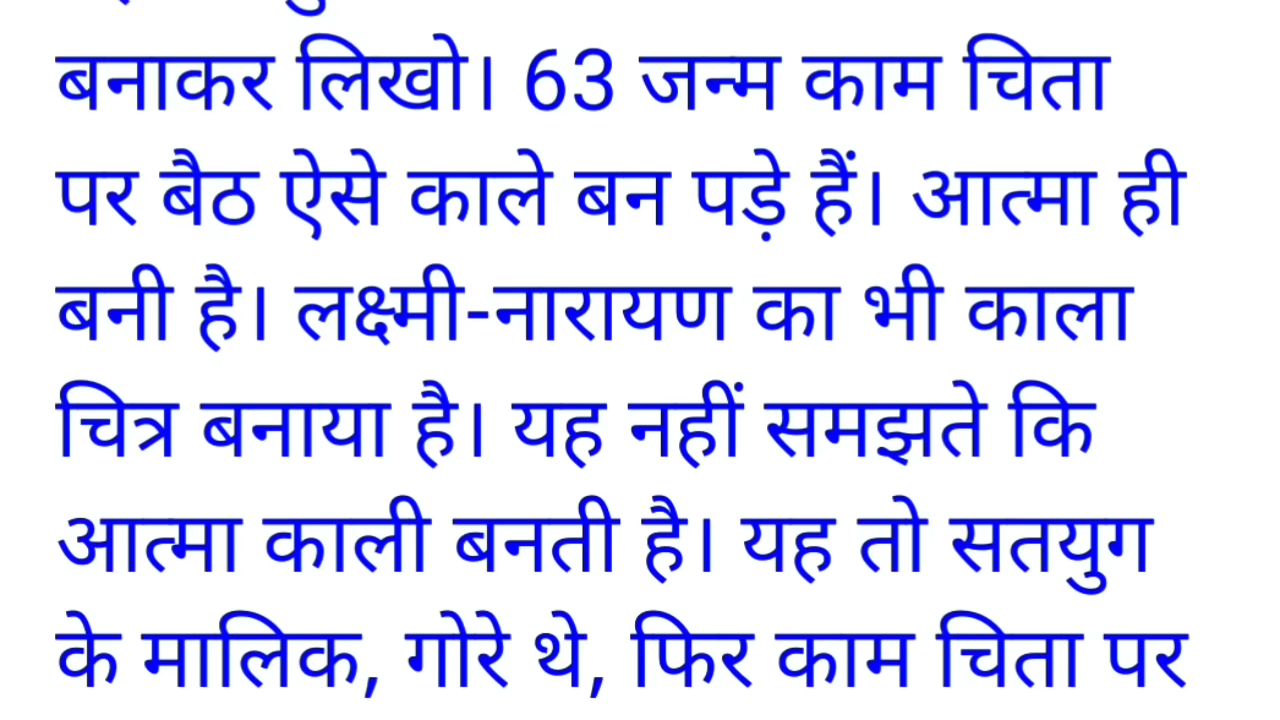 बनाकर लिखो। 63 जन्म काम चिता
पर बैठ ऐसे काले बन पड़े हैं। आत्मा ही
बनी है। लक्ष्मी-नारायण का भी काला
चित्र बनाया है। यह नहीं समझते कि
आत्मा काली बनती है। यह तो सतयुग
के मालिक, गोरे थे, फिर काम चिता पर